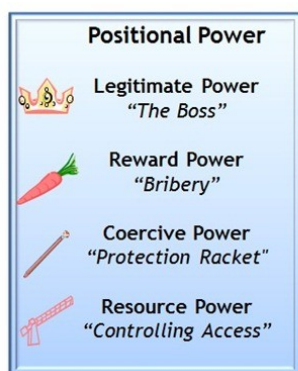 Positional Power
Legitimate Power
“The Boss”
Reward Power
“Bribery”
Coercive Power
“Protection Racket"
Resource Power
“Controlling Access”